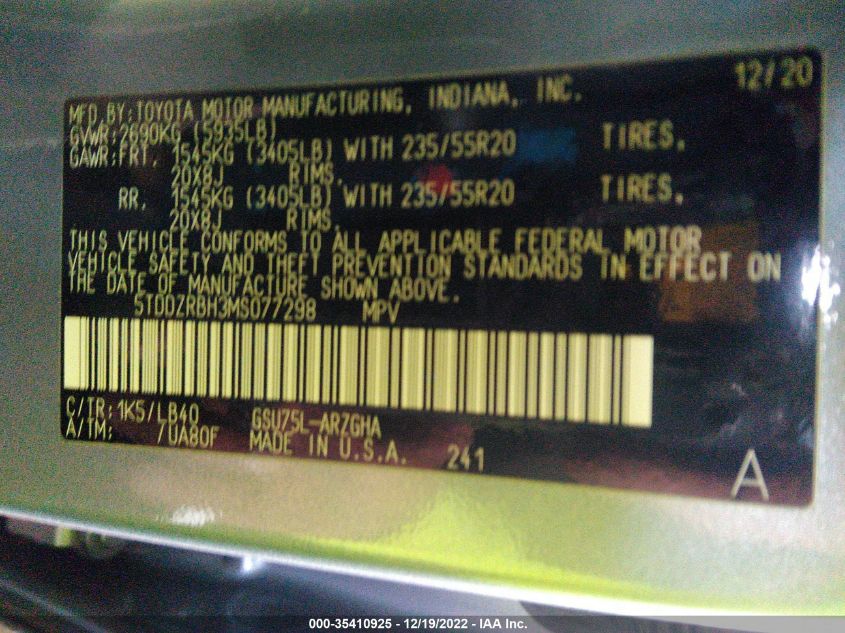 12/20
MFD.BY:TOYOTA MOTOR MANUFACTURING, INDIANA, INC.
GVWR:2690KG (5935LB)
GAWR:FRT. 1545KG (3405LB) WITH 235/55R20 TIRES,
20X8J RIMS.
RR. 1545KG (3405LB) WITH 235/55R20 TIRES,
20X8J RIMS.
THIS VEHICLE CONFORMS TO ALL APPLICABLE FEDERAL MOTOR
VEHICLE SAFETY AND THEFT PREVENTION STANDARDS IN EFFECT ON
THE DATE OF MANUFACTURE SHOWN ABOVE.
5TDDZRBH3MS077298 MPV
C/TR:1K5/LB40 GSU75L-ARZGHA
A/TM: 7UA80F MADE IN U.S.A. 241
A
000-35410925 - 12/19/2022 - IAA Inc.